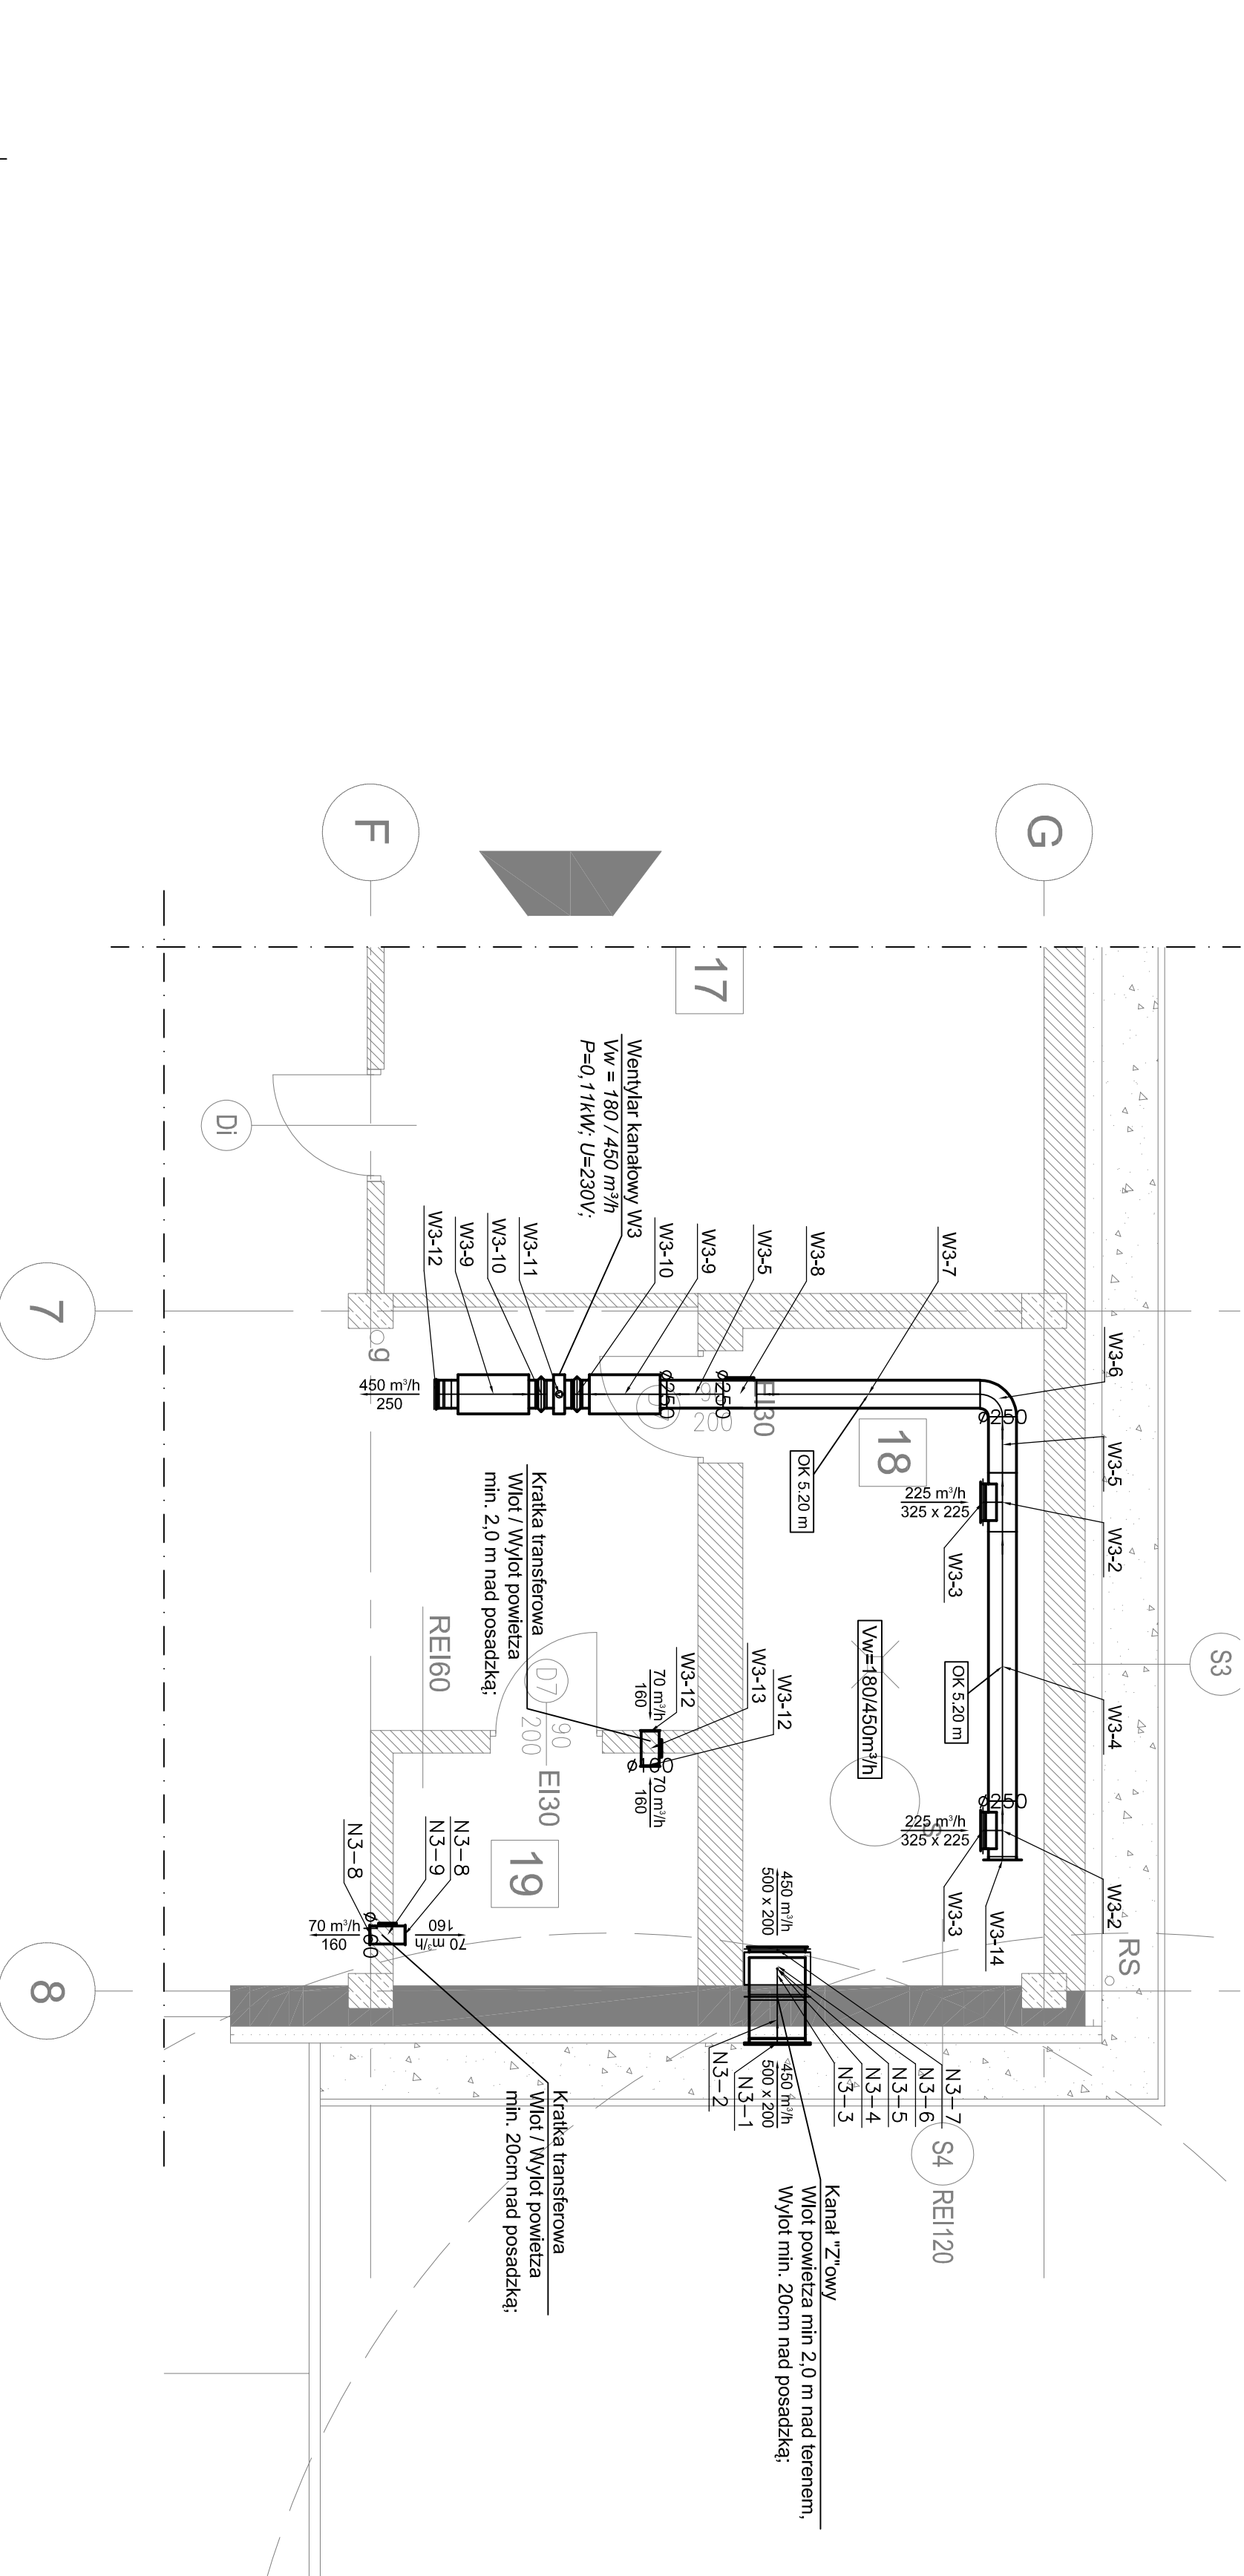 F
G
17
Di
Wentylar kanałowy W3
Vw = 180 / 450 m³/h
P=0,11kW; U=230V;
W3-12
W3-9
W3-10
W3-11
W3-10
W3-9
W3-5
W3-8
W3-7
W3-6
7
g
450 m³/h
250
ø250
ø250
ø250
200
EI30
18
OK 5.20 m
W3-5
225 m³/h
325 x 225
W3-2
W3-3
Kratka transferowa
Wlot / Wylot powietza
min. 2,0 m nad posadzką;
REI60
D7
90
200
EI30
W3-12
W3-13
W3-12
70 m³/h
160
70 m³/h
160
Vw=180/450m³/h
OK 5.20 m
W3-4
S3
ø250
S
225 m³/h
325 x 225
W3-2
W3-3
W3-14
RS
19
N3-8
N3-9
N3-8
70 m³/h
160
70 m³/h
160
450 m³/h
500 x 200
8
450 m³/h
500 x 200
N3-1
N3-2
N3-3
N3-4
N3-5
N3-6
N3-7
S4
REI120
Kratka transferowa
Wlot / Wylot powietza
min. 20cm nad posadzką;
Kanał "Z"owy
Wlot powietza min 2,0 m nad terenem,
Wylot min. 20cm nad posadzką;